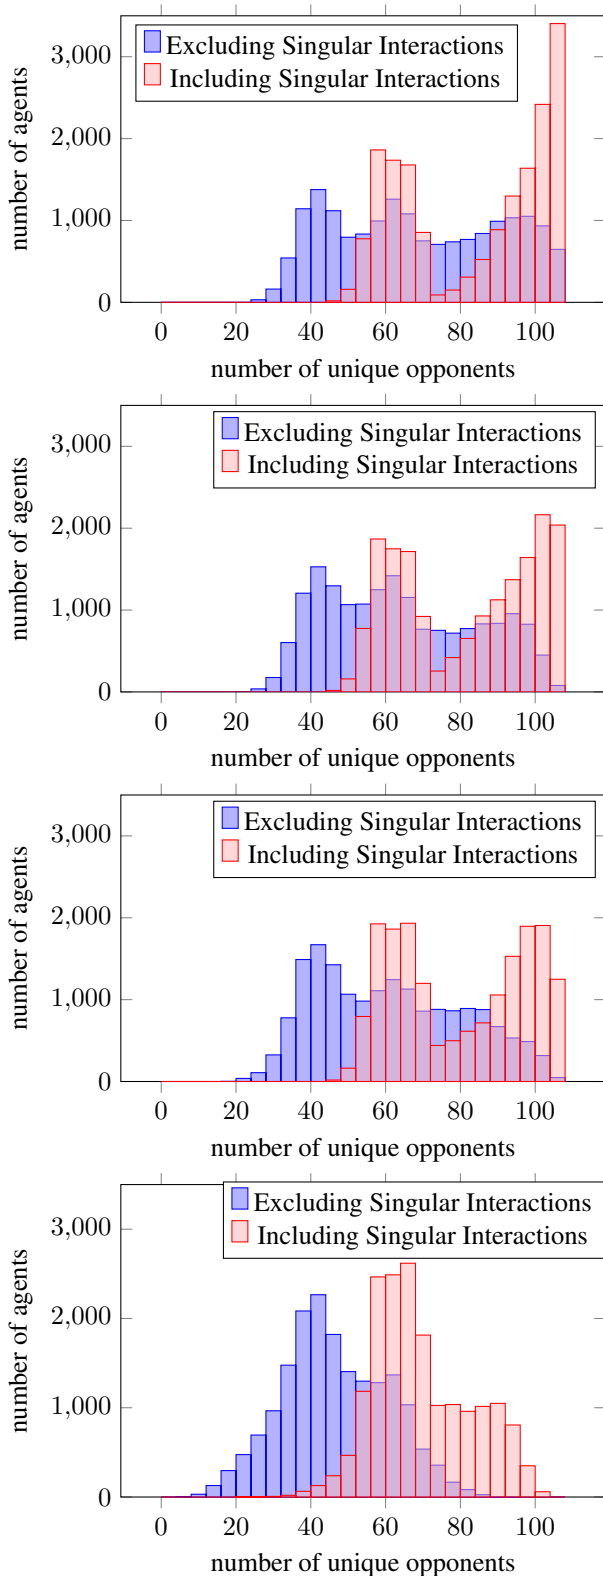 Excluding Singular Interactions
Including Singular Interactions
number of agents
3,000
2,000
1,000
0
0 20 40 60 80 100
number of unique opponents
Excluding Singular Interactions
Including Singular Interactions
number of agents
3,000
2,000
1,000
0
0 20 40 60 80 100
number of unique opponents
Excluding Singular Interactions
Including Singular Interactions
number of agents
3,000
2,000
1,000
0
0 20 40 60 80 100
number of unique opponents
Excluding Singular Interactions
Including Singular Interactions
number of agents
3,000
2,000
1,000
0
0 20 40 60 80 100
number of unique opponents